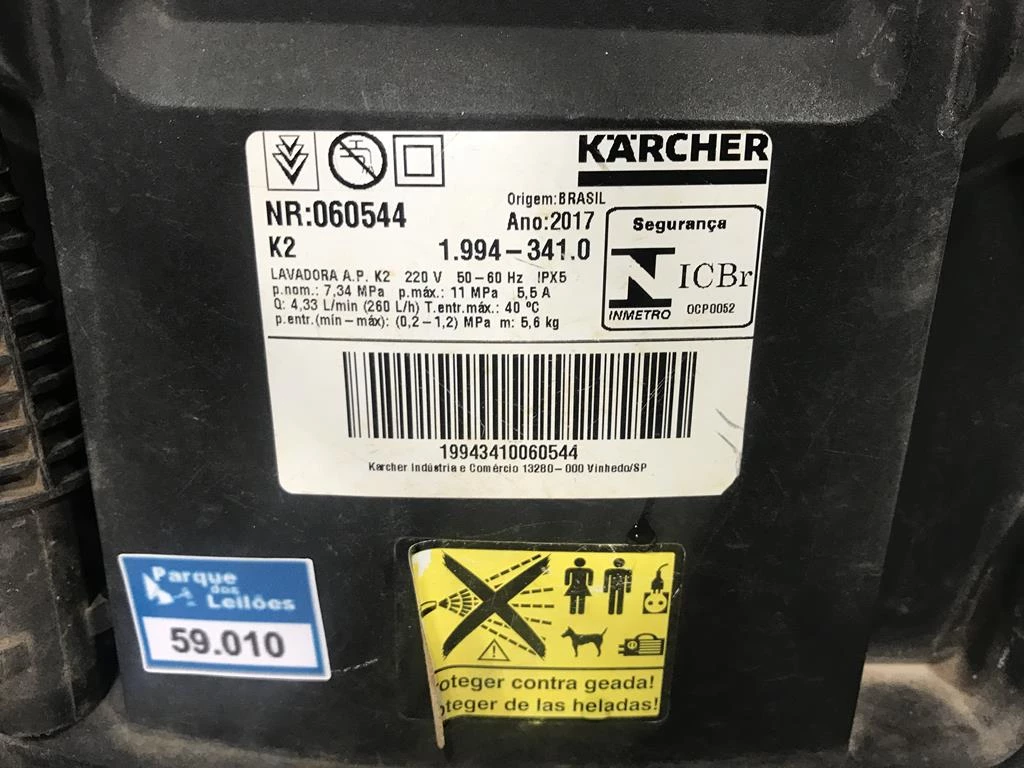 KÄRCHER
Origem:BRASIL
NR:060544 Ano:2017
K2 1.994-341.0
LAVADORA A.P. K2 220 V 50-60 Hz IPX5
p.nom.: 7,34 MPa p.máx.: 11 MPa 5,5 A
Q: 4,33 L/min (260 L/h) T.entr.máx.: 40 ºC
p.entr.(mín-máx): (0,2-1,2) MPa m: 5,6 kg
Segurança
ICBr
INMETRO OCP0052
19943410060544
Karcher Indústria e Comércio 13280-000 Vinhedo/SP
Parque
dos
Leilões
59.010
oteger contra geada!
oteger de las heladas!